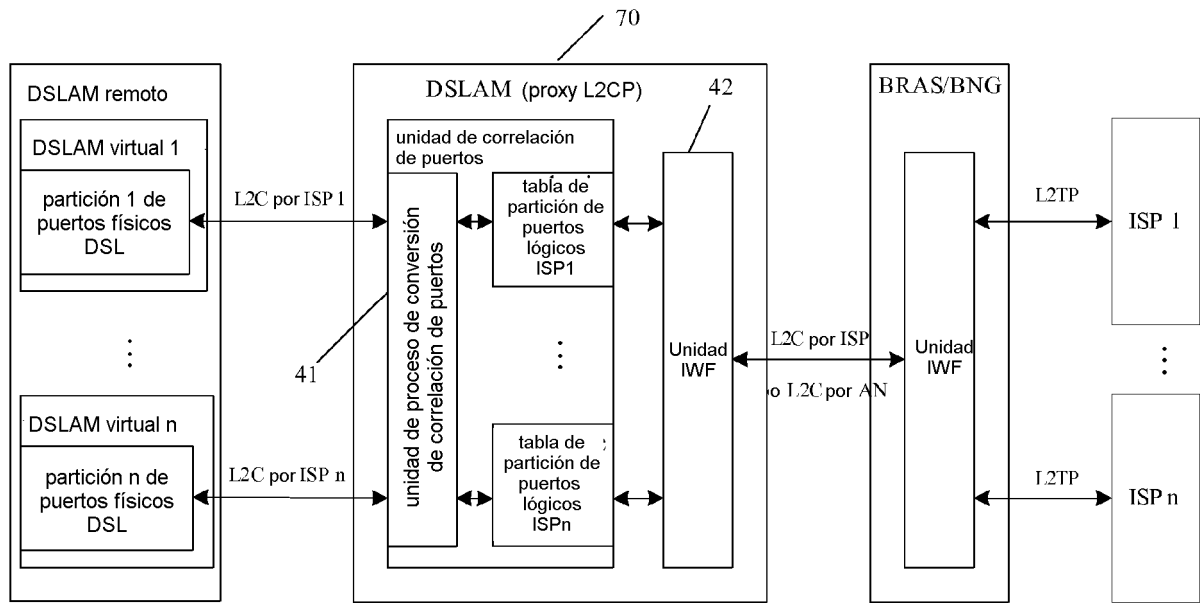 70
DSLAM remoto
DSLAM virtual 1
partición 1 de
puertos físicos
DSL
L2C por ISP 1
DSLAM (proxy L2CP)
42
unidad de correlación
de puertos
unidad de proceso de conversión
de correlación de puertos
tabla de
partición de
puertos
lógicos
ISP1
41
Unidad
IWF
L2C por ISP
o L2C por AN
BRAS/BNG
Unidad
IWF
L2TP
ISP 1
DSLAM virtual n
partición n de
puertos físicos
DSL
L2C por ISP n
tabla de
partición de
puertos
lógicos
ISPn
L2TP
ISP n